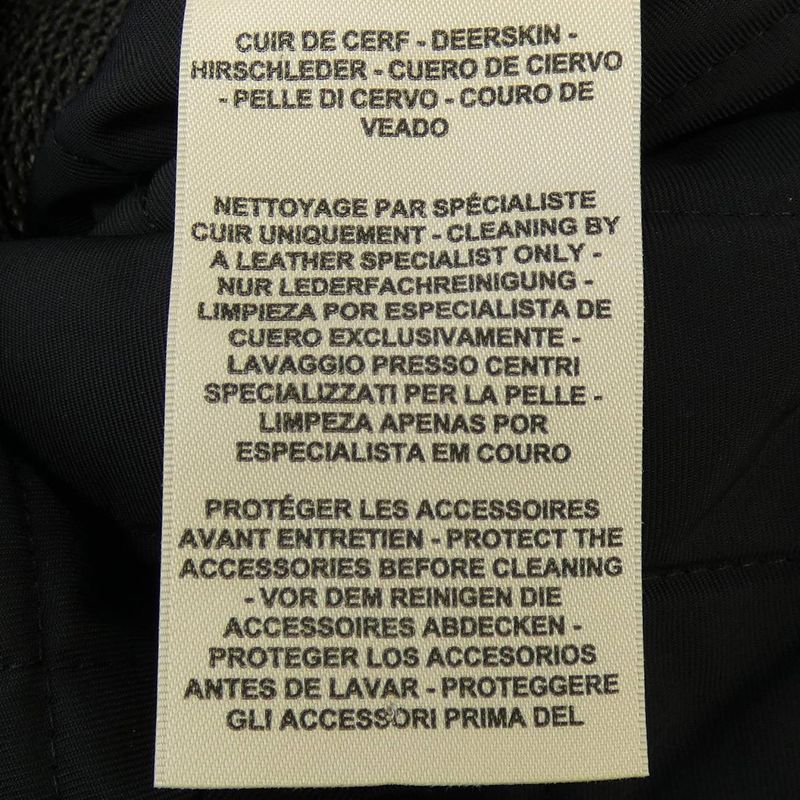 CUIR DE CERF - DEERSKIN -
HIRSCHLEDER - CUERO DE CIERVO
- PELLE DI CERVO - COURO DE
VEADO
NETTOYAGE PAR SPÉCIALISTE
CUIR UNIQUEMENT - CLEANING BY
A LEATHER SPECIALIST ONLY -
NUR LEDERFACHREINIGUNG -
LIMPIEZA POR ESPECIALISTA DE
CUERO EXCLUSIVAMENTE -
LAVAGGIO PRESSO CENTRI
SPECIALIZZATI PER LA PELLE -
LIMPEZA APENAS POR
ESPECIALISTA EM COURO
PROTÉGER LES ACCESSOIRES
AVANT ENTRETIEN - PROTECT THE
ACCESSORIES BEFORE CLEANING
- VOR DEM REINIGEN DIE
ACCESSOIRES ABDECKEN -
PROTEGER LOS ACCESORIOS
ANTES DE LAVAR - PROTEGGERE
GLI ACCESSORI PRIMA DEL